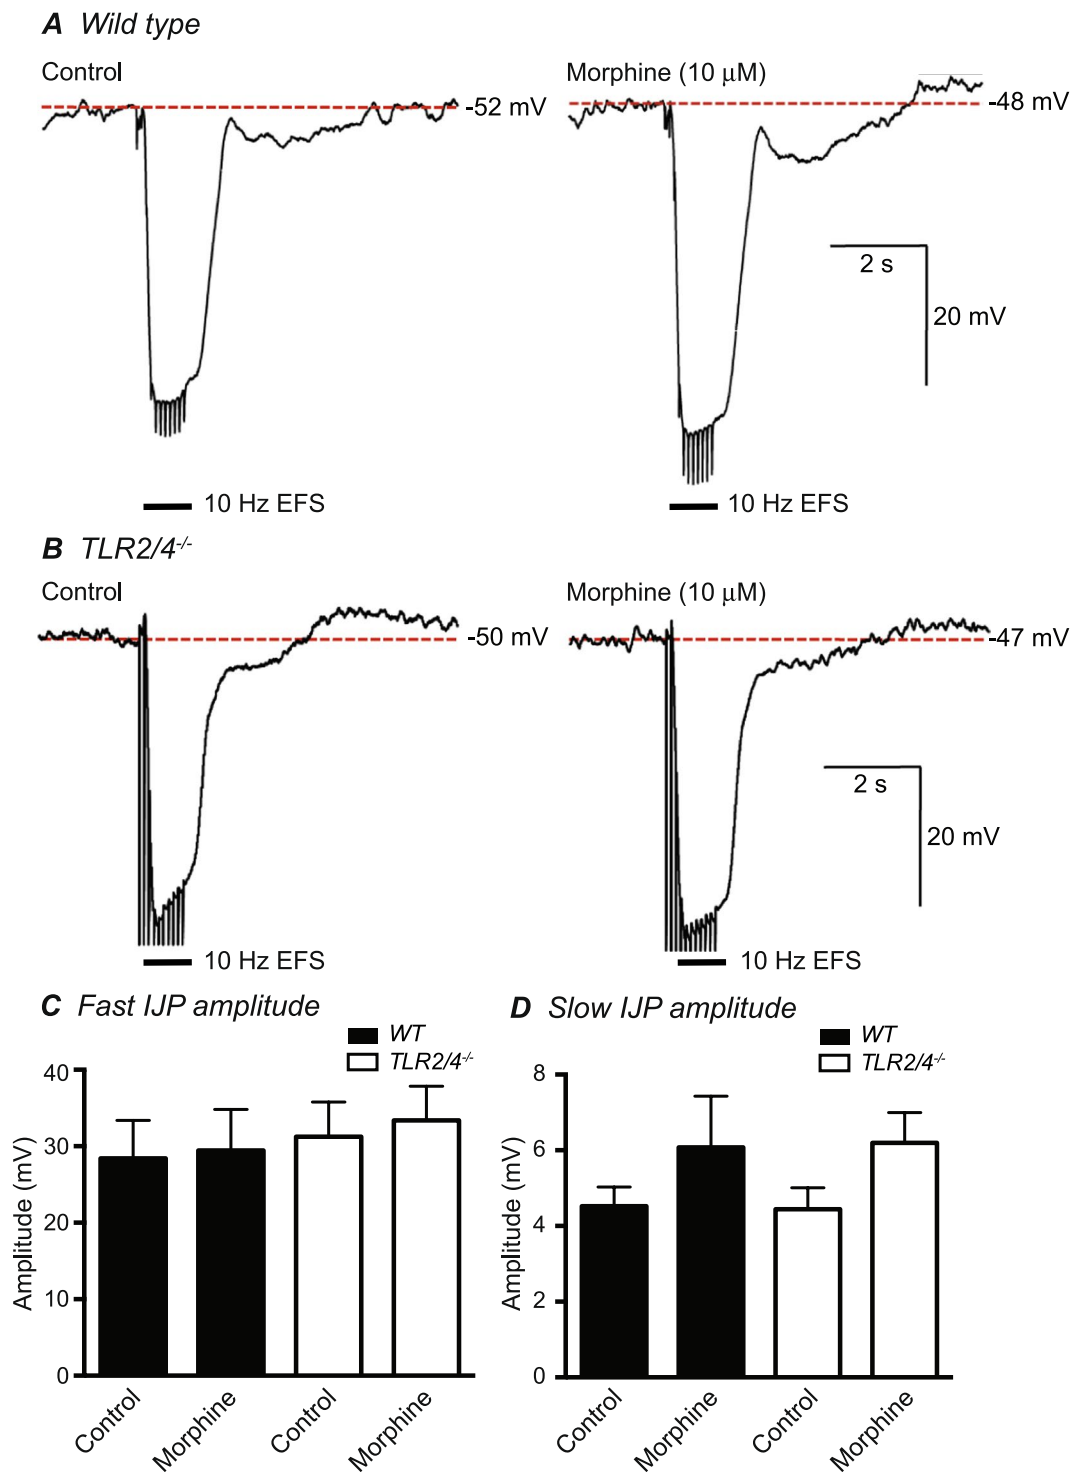 A Wild type
Control
Morphine (10 μM)
-52 mV
-48 mV
2 s
20 mV
10 Hz EFS
10 Hz EFS
B TLR2/4-/-
Control
Morphine (10 μM)
-50 mV
-47 mV
2 s
20 mV
10 Hz EFS
10 Hz EFS
C Fast IJP amplitude
WT
TLR2/4-/-
Amplitude (mV)
40
30
20
10
0
Control
Morphine
Control
Morphine
D Slow IJP amplitude
WT
TLR2/4-/-
Amplitude (mV)
8
6
4
2
0
Control
Morphine
Control
Morphine